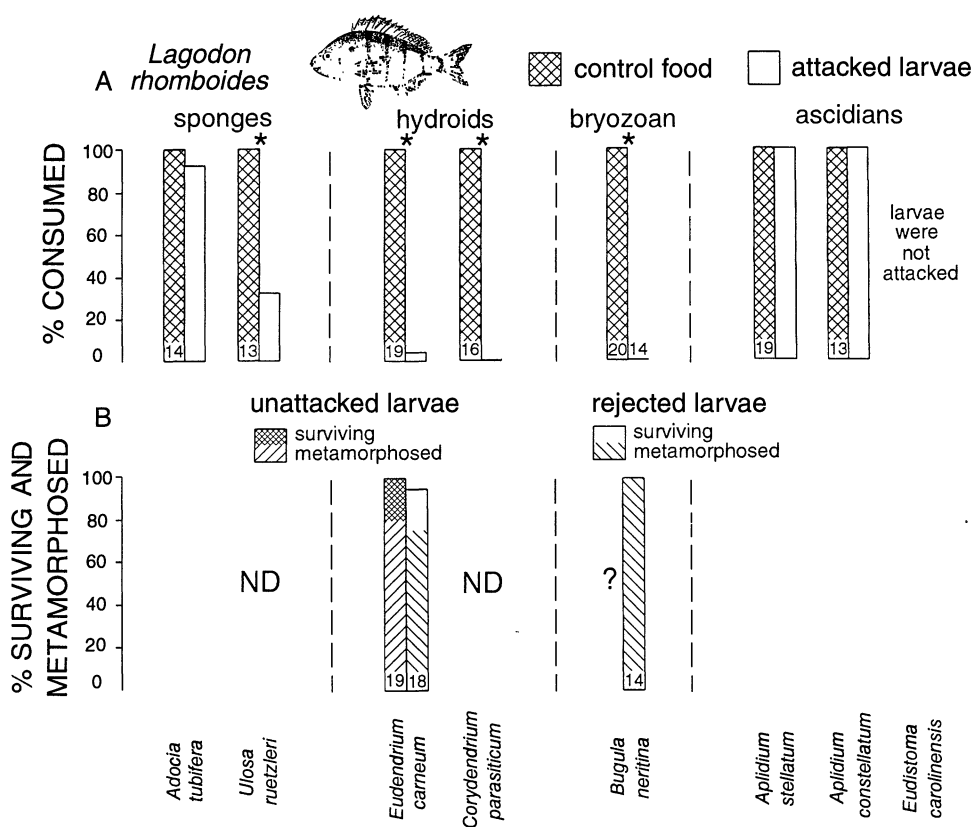 Lagodon
rhomboides
A
control food
attacked larvae
sponges
hydroids
bryozoan
ascidians
*
*
*
*
% CONSUMED
100
80
60
40
20
0
14
13
19
16
20
14
19
13
larvae
were
not
attacked
B
unattacked larvae
surviving
metamorphosed
rejected larvae
surviving
metamorphosed
% SURVIVING AND
METAMORPHOSED
100
80
60
40
20
0
ND
19
18
ND
?
14
Adocia
tubifera
Ulosa
ruetzleri
Eudendrium
carneum
Corydendrium
parasiticum
Bugula
neritina
Aplidium
stellatum
Aplidium
constellatum
Eudistoma
carolinensis